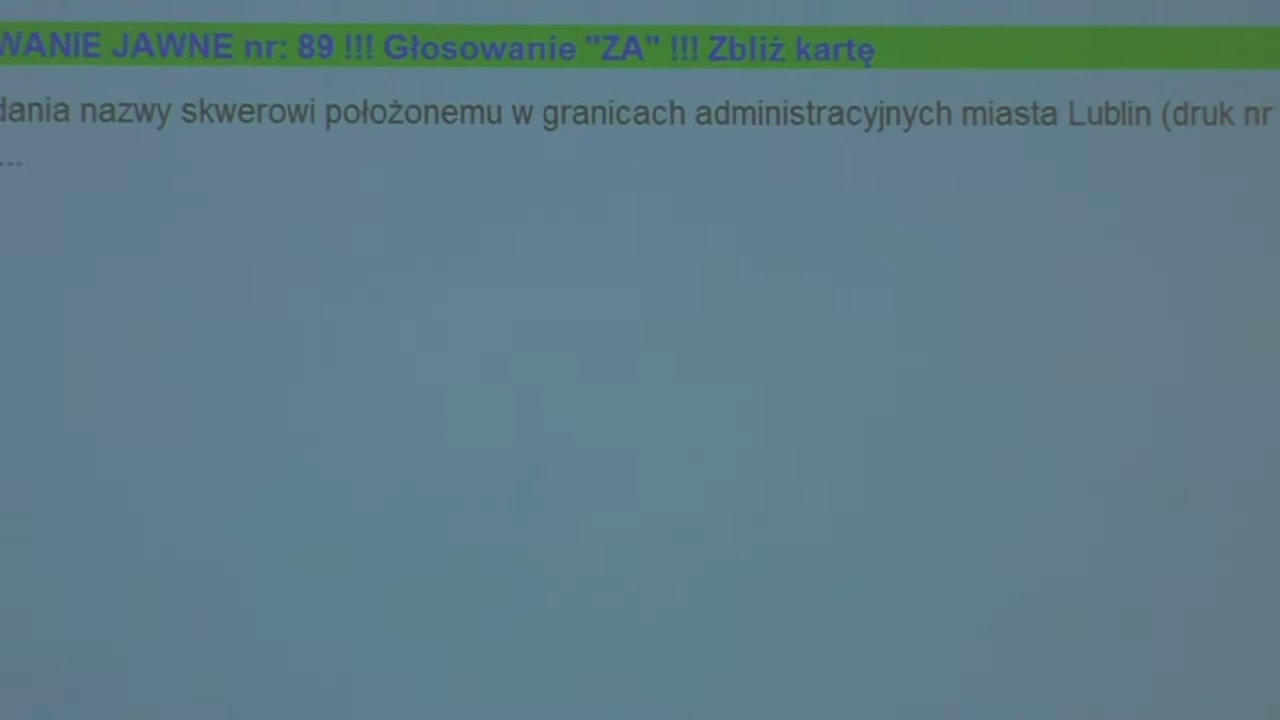 WANIE JAWNE nr: 89 !!! Głosowanie "ZA" !!! Zbliż kartę
dania nazwy skwerowi położonemu w granicach administracyjnych miasta Lublin (druk nr
---